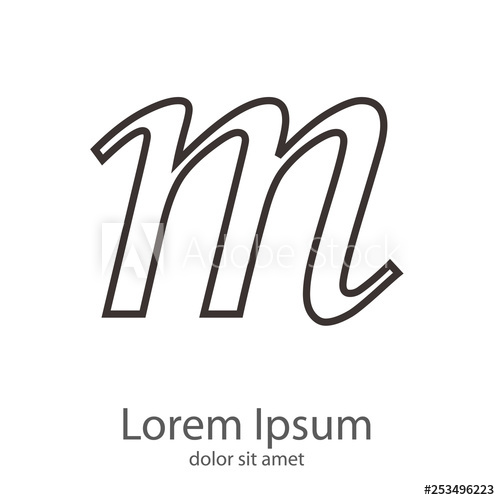 m
Adobe Stock
Lorem Ipsum
dolor sit amet
#253496223